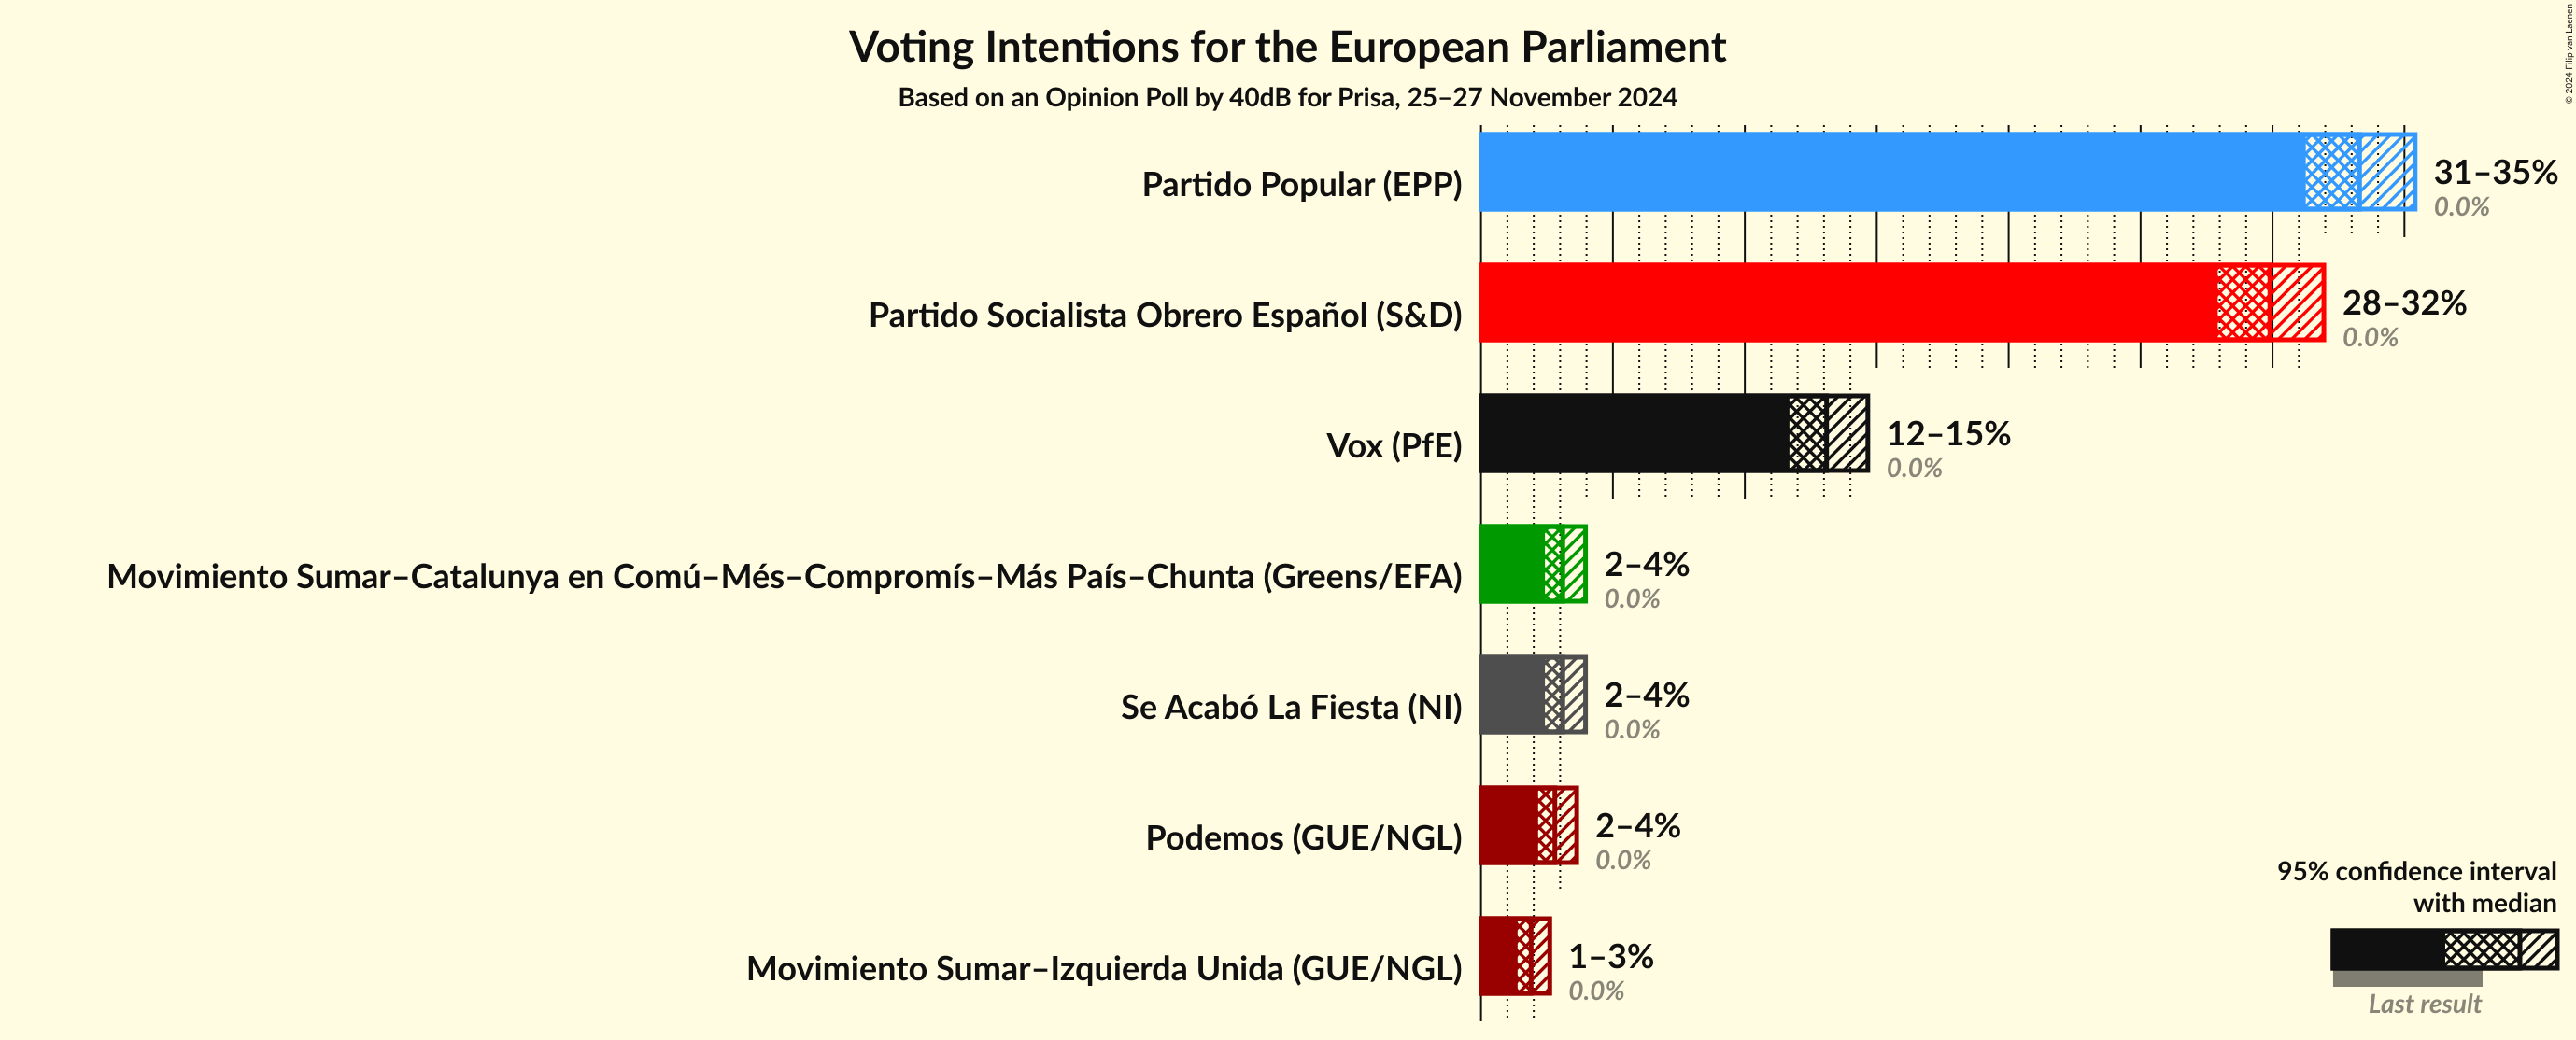 Voting Intentions for the European Parliament
Based on an Opinion Poll by 40dB for Prisa, 25–27 November 2024
© 2024 Filip van Laenen
Partido Popular (EPP)
31–35%
0.0%
Partido Socialista Obrero Español (S&D)
28–32%
0.0%
Vox (PfE)
12–15%
0.0%
Movimiento Sumar–Catalunya en Comú–Més–Compromís–Más País–Chunta (Greens/EFA)
2–4%
0.0%
Se Acabó La Fiesta (NI)
2–4%
0.0%
Podemos (GUE/NGL)
2–4%
0.0%
Movimiento Sumar–Izquierda Unida (GUE/NGL)
1–3%
0.0%
95% confidence interval
with median
Last result